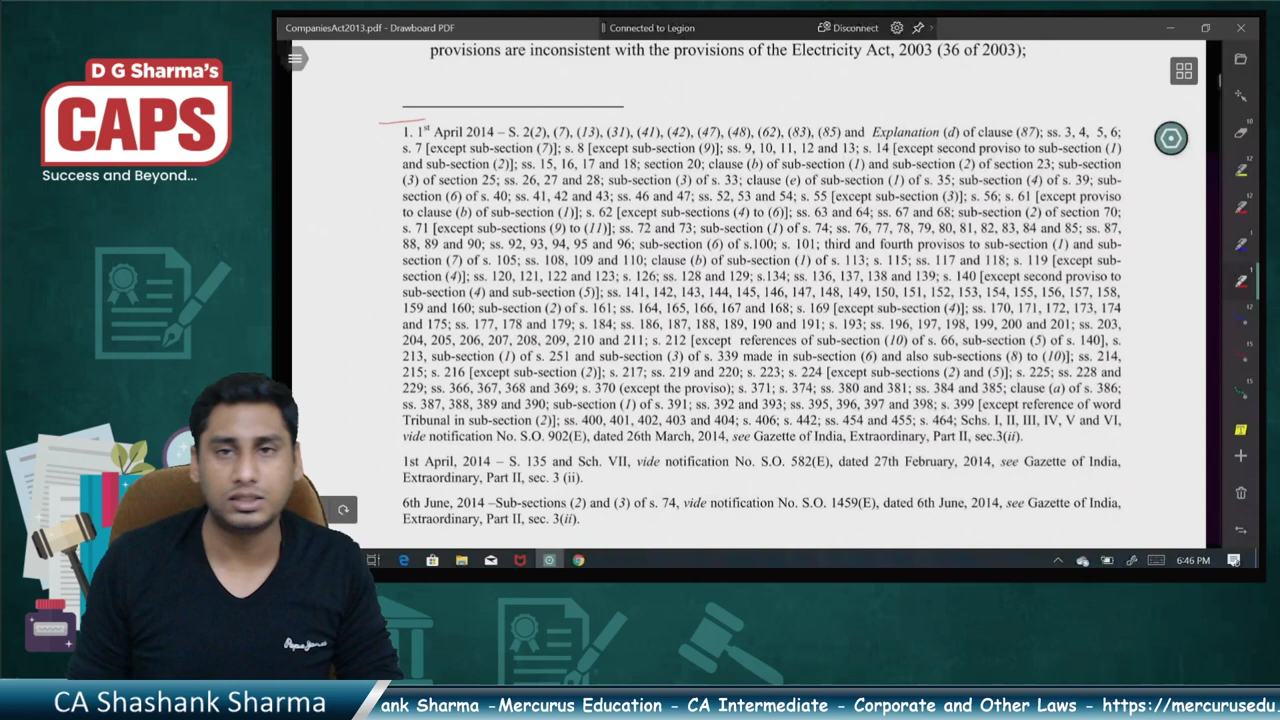 D G Sharma's
CAPS
Success and Beyond...
CompaniesAct2013.pdf - Drawboard PDF
Connected to Legion
Disconnect
provisions are inconsistent with the provisions of the Electricity Act, 2003 (36 of 2003);
1. 1st April 2014 – S. 2(2), (7), (13), (31), (41), (42), (47), (48), (62), (83), (85) and Explanation (d) of clause (87); ss. 3, 4, 5, 6;
s. 7 [except sub-section (7)]; s. 8 [except sub-section (9)]; ss. 9, 10, 11, 12 and 13; s. 14 [except second proviso to sub-section (1)
and sub-section (2)]; ss. 15, 16, 17 and 18; section 20; clause (b) of sub-section (1) and sub-section (2) of section 23; sub-section
(3) of section 25; ss. 26, 27 and 28; sub-section (3) of s. 33; clause (e) of sub-section (1) of s. 35; sub-section (4) of s. 39; sub-
section (6) of s. 40; ss. 41, 42 and 43; ss. 46 and 47; ss. 52, 53 and 54; s. 55 [except sub-section (3)]; s. 56; s. 61 [except proviso
to clause (b) of sub-section (1)]; s. 62 [except sub-sections (4) to (6)]; ss. 63 and 64; ss. 67 and 68; sub-section (2) of section 70;
s. 71 [except sub-sections (9) to (11)]; ss. 72 and 73; sub-section (1) of s. 74; ss. 76, 77, 78, 79, 80, 81, 82, 83, 84 and 85; ss. 87,
88, 89 and 90; ss. 92, 93, 94, 95 and 96; sub-section (6) of s.100; s. 101; third and fourth provisos to sub-section (1) and sub-
section (7) of s. 105; ss. 108, 109 and 110; clause (b) of sub-section (1) of s. 113; s. 115; ss. 117 and 118; s. 119 [except sub-
section (4)]; ss. 120, 121, 122 and 123; s. 126; ss. 128 and 129; s.134; ss. 136, 137, 138 and 139; s. 140 [except second proviso to
sub-section (4) and sub-section (5)]; ss. 141, 142, 143, 144, 145, 146, 147, 148, 149, 150, 151, 152, 153, 154, 155, 156, 157, 158,
159 and 160; sub-section (2) of s. 161; ss. 164, 165, 166, 167 and 168; s. 169 [except sub-section (4)]; ss. 170, 171, 172, 173, 174
and 175; ss. 177, 178 and 179; s. 184; ss. 186, 187, 188, 189, 190 and 191; s. 193; ss. 196, 197, 198, 199, 200 and 201; ss. 203,
204, 205, 206, 207, 208, 209, 210 and 211; s. 212 [except references of sub-section (10) of s. 66, sub-section (5) of s. 140], s.
213, sub-section (1) of s. 251 and sub-section (3) of s. 339 made in sub-section (6) and also sub-sections (8) to (10)]; ss. 214,
215; s. 216 [except sub-section (2)]; s. 217; ss. 219 and 220; s. 223; s. 224 [except sub-sections (2) and (5)]; s. 225; ss. 228 and
229; ss. 366, 367, 368 and 369; s. 370 (except the proviso); s. 371; s. 374; ss. 380 and 381; ss. 384 and 385; clause (a) of s. 386;
ss. 387, 388, 389 and 390; sub-section (1) of s. 391; ss. 392 and 393; ss. 395, 396, 397 and 398; s. 399 [except reference of word
Tribunal in sub-section (2)]; ss. 400, 401, 402, 403 and 404; s. 406; s. 442; ss. 454 and 455; s. 464; Schs. I, II, III, IV, V and VI,
vide notification No. S.O. 902(E), dated 26th March, 2014, see Gazette of India, Extraordinary, Part II, sec.3(ii).
1st April, 2014 – S. 135 and Sch. VII, vide notification No. S.O. 582(E), dated 27th February, 2014, see Gazette of India,
Extraordinary, Part II, sec. 3 (ii).
6th June, 2014 –Sub-sections (2) and (3) of s. 74, vide notification No. S.O. 1459(E), dated 6th June, 2014, see Gazette of India,
Extraordinary, Part II, sec. 3(ii).
6:46 PM
Pepe Jeans
CA Shashank Sharma
ank Sharma -Mercurus Education - CA Intermediate - Corporate and Other Laws - https://mercurusedu.